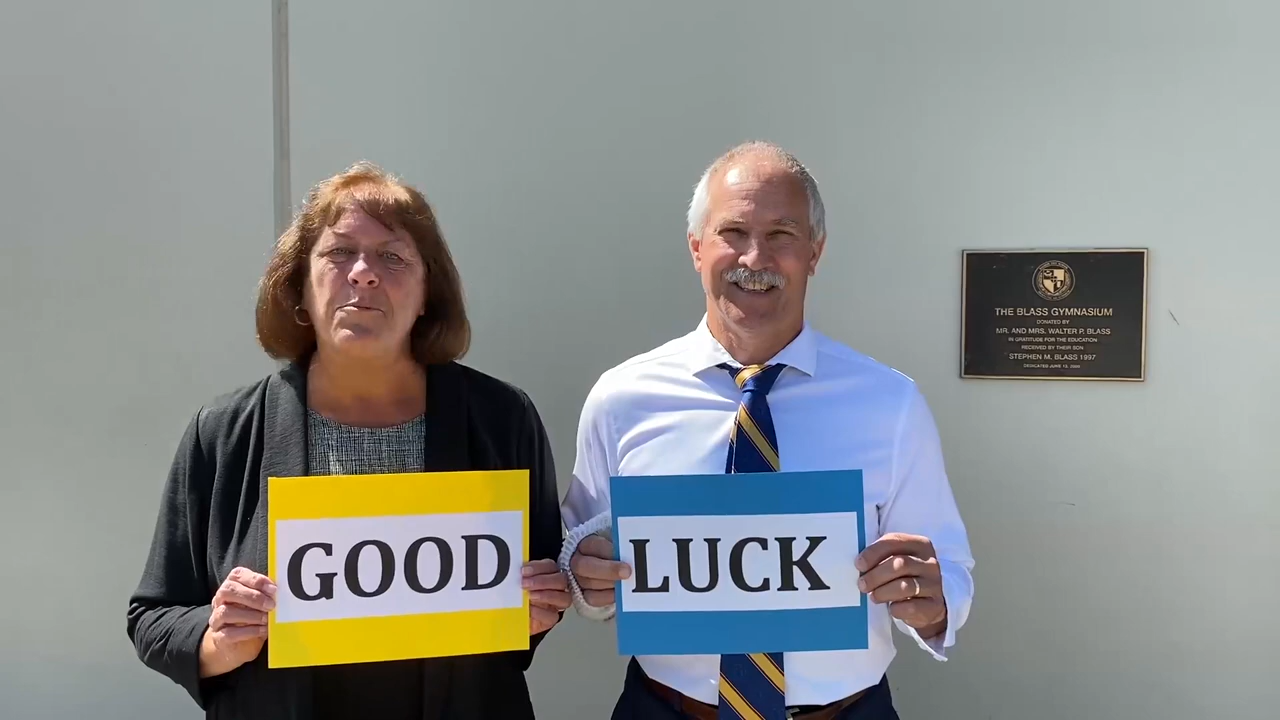 GOOD
LUCK
THE BLASS GYMNASIUM
DONATED BY
MR. AND MRS. WALTER P. BLASS
IN GRATITUDE FOR THE EDUCATION
RECEIVED BY THEIR SON
STEPHEN M. BLASS 1997